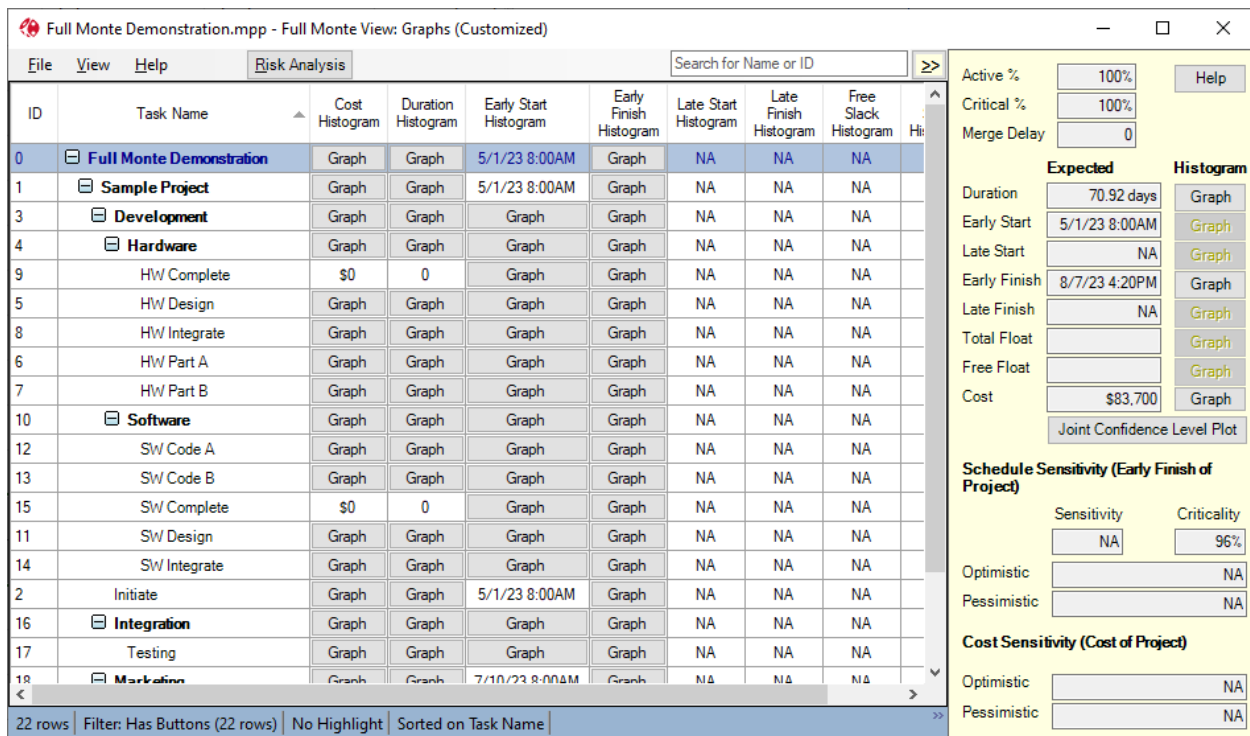 Full Monte Demonstration.mpp - Full Monte View: Graphs (Customized)
File View Help Risk Analysis Search for Name or ID >>
ID Task Name Cost Histogram Duration Histogram Early Start Histogram Early Finish Histogram Late Start Histogram Late Finish Histogram Free Slack Histogram
0 Full Monte Demonstration Graph Graph 5/1/23 8:00AM Graph NA NA NA
1 Sample Project Graph Graph 5/1/23 8:00AM Graph NA NA NA
3 Development Graph Graph Graph Graph NA NA NA
4 Hardware Graph Graph Graph Graph NA NA NA
9 HW Complete $0 0 Graph Graph NA NA NA
5 HW Design Graph Graph Graph Graph NA NA NA
8 HW Integrate Graph Graph Graph Graph NA NA NA
6 HW Part A Graph Graph Graph Graph NA NA NA
7 HW Part B Graph Graph Graph Graph NA NA NA
10 Software Graph Graph Graph Graph NA NA NA
12 SW Code A Graph Graph Graph Graph NA NA NA
13 SW Code B Graph Graph Graph Graph NA NA NA
15 SW Complete $0 0 Graph Graph NA NA NA
11 SW Design Graph Graph Graph Graph NA NA NA
14 SW Integrate Graph Graph Graph Graph NA NA NA
2 Initiate Graph Graph 5/1/23 8:00AM Graph NA NA NA
16 Integration Graph Graph Graph Graph NA NA NA
17 Testing Graph Graph Graph Graph NA NA NA
18 Marketing Graph Graph 7/10/23 8:00AM Graph NA NA NA
22 rows Filter: Has Buttons (22 rows) No Highlight Sorted on Task Name >>
Active % 100% Help
Critical % 100%
Merge Delay 0
Expected Histogram
Duration 70.92 days Graph
Early Start 5/1/23 8:00AM Graph
Late Start NA Graph
Early Finish 8/7/23 4:20PM Graph
Late Finish NA Graph
Total Float Graph
Free Float Graph
Cost $83,700 Graph
Joint Confidence Level Plot
Schedule Sensitivity (Early Finish of
Project)
Sensitivity Criticality
NA 96%
Optimistic NA
Pessimistic NA
Cost Sensitivity (Cost of Project)
Optimistic NA
Pessimistic NA